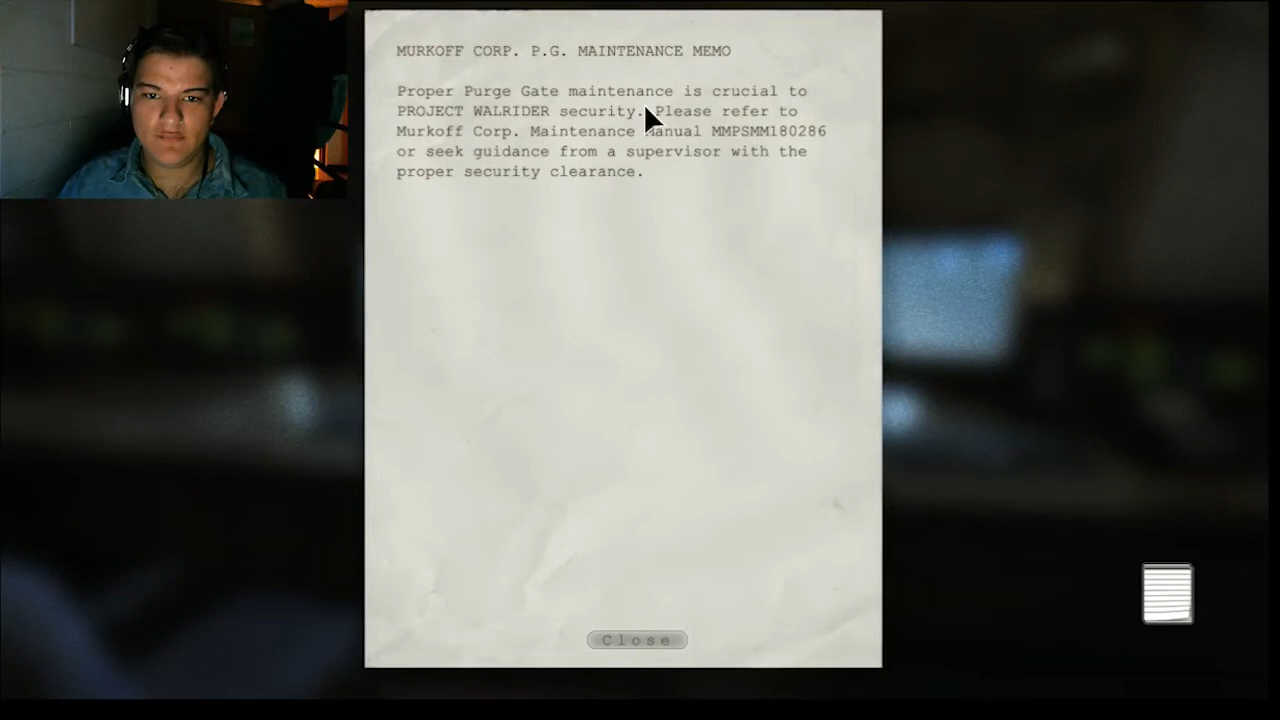 MURKOFF CORP. P.G. MAINTENANCE MEMO
Proper Purge Gate maintenance is crucial to
PROJECT WALRIDER security. Please refer to
Murkoff Corp. Maintenance Manual MMPSMM180286
or seek guidance from a supervisor with the
proper security clearance.
Close